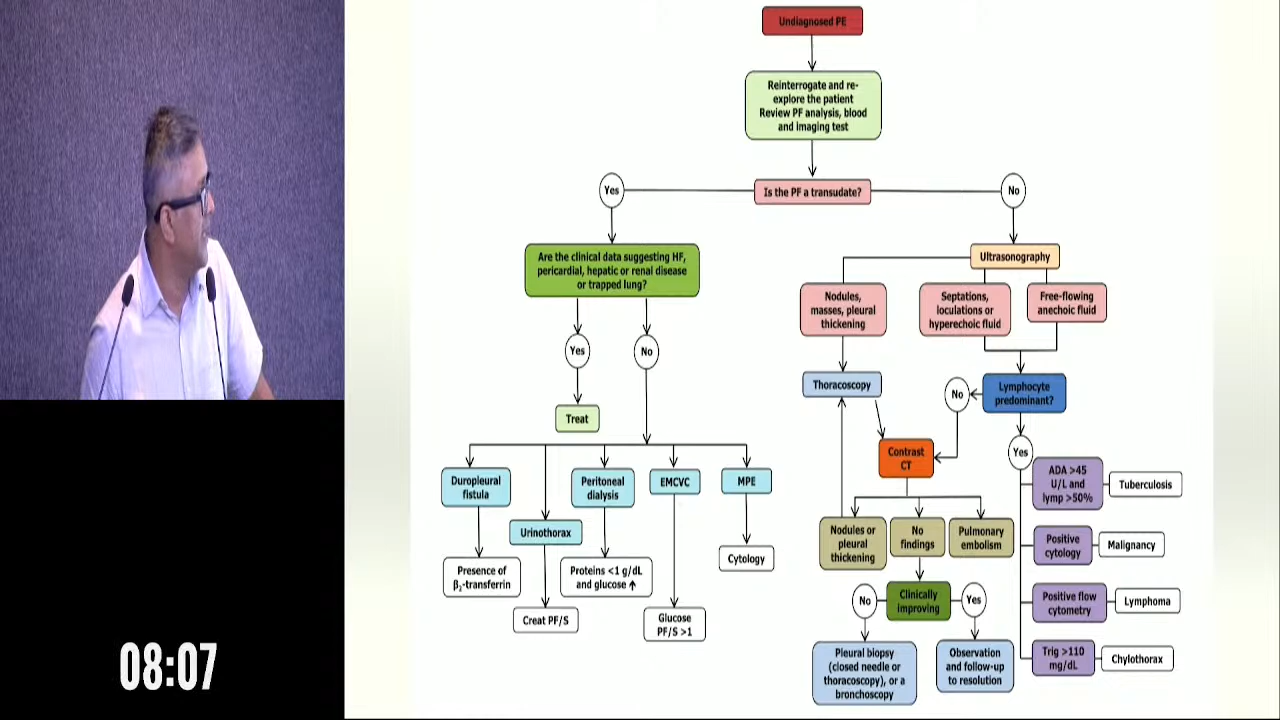 Undiagnosed PE
Reinterrogate and re-
explore the patient
Review PF analysis, blood
and imaging test
Yes
Is the PF a transudate?
No
Are the clinical data suggesting HF,
pericardial, hepatic or renal disease
or trapped lung?
Yes
No
Treat
Duropleural
fistula
Urinothorax
Peritoneal
dialysis
EMCVC
MPE
Presence of
β₂-transferrin
Creat PF/S
Proteins <1 g/dL
and glucose ↑
Glucose
PF/S >1
Cytology
Ultrasonography
Nodules,
masses, pleural
thickening
Septations,
loculations or
hyperechoic fluid
Free-flowing
anechoic fluid
Thoracoscopy
No
Lymphocyte
predominant?
Contrast
CT
Yes
Nodules or
pleural
thickening
No
findings
Pulmonary
embolism
No
Clinically
improving
Yes
Pleural biopsy
(closed needle or
thoracoscopy), or a
bronchoscopy
Observation
and follow-up
to resolution
ADA >45
U/L and
lymp >50%
Tuberculosis
Positive
cytology
Malignancy
Positive flow
cytometry
Lymphoma
Trig >110
mg/dL
Chylothorax
08:07